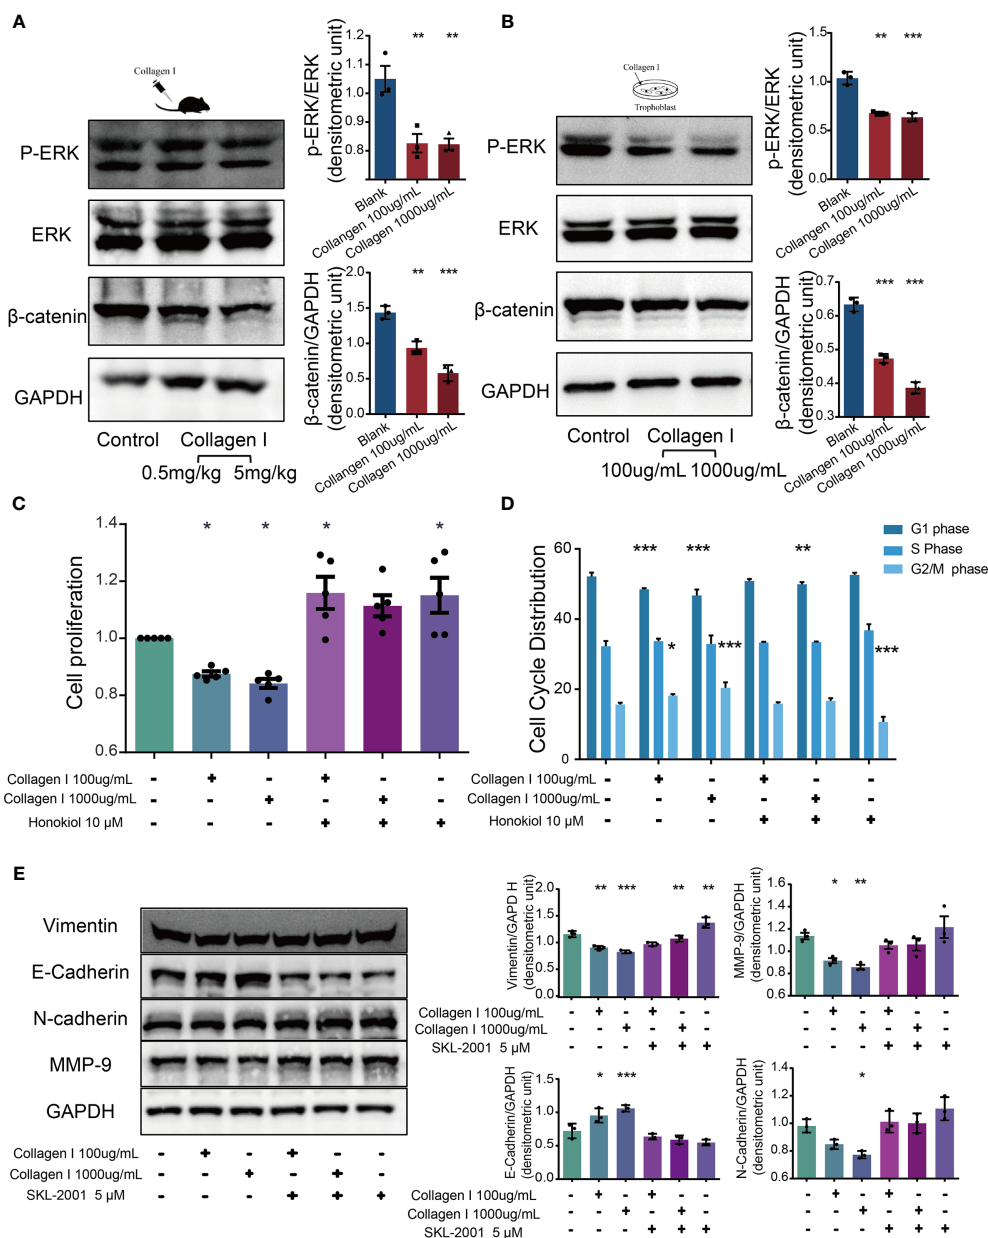 A
Collagen I
P-ERK
ERK
β-catenin
GAPDH
Control Collagen I
0.5mg/kg 5mg/kg
p-ERK/ERK
(densitometric unit)
1.2
1.1
1.0
0.9
0.8
** **
Blank
Collangen 100ug/mL
Collagen 1000ug/mL
β-catenin/GAPDH
(densitometric unit)
2.0
1.5
1.0
0.5
0.0
** ***
Blank
Collangen 100ug/mL
Collagen 1000ug/mL
B
Collagen I
Trophoblast
P-ERK
ERK
β-catenin
GAPDH
Control Collagen I
100ug/mL 1000ug/mL
p-ERK/ERK
(densitometric unit)
1.5
1.0
0.5
0.0
** ***
Blank
Collangen 100ug/mL
Collagen 1000ug/mL
β-catenin/GAPDH
(densitometric unit)
0.7
0.6
0.5
0.4
0.3
*** ***
Blank
Collangen 100ug/mL
Collagen 1000ug/mL
C
Cell proliferation
1.4
1.2
1.0
0.8
0.6
* * * *
Collagen I 100ug/mL - + - + - -
Collagen I 1000ug/mL - - + - + -
Honokiol 10 μM - - - + + +
D
G1 phase
S Phase
G2/M phase
Cell Cycle Distribution
60
40
20
0
*** *** **
* *** ***
Collagen I 100ug/mL - + - + - -
Collagen I 1000ug/mL - - + - + -
Honokiol 10 μM - - - + + +
E
Vimentin
E-Cadherin
N-cadherin
MMP-9
GAPDH
Collagen I 100ug/mL - + - + - -
Collagen I 1000ug/mL - - + - + -
SKL-2001 5 μM - - - + + +
Vimentin/GAPD H
(densitometric unit)
2.0
1.5
1.0
0.5
0.0
** *** ** **
MMP-9/GAPDH
(densitometric unit)
1.6
1.4
1.2
1.0
0.8
0.6
* **
Collagen I 100ug/mL - + - + - - - + - + - -
Collagen I 1000ug/mL - - + - + - - - + - + -
SKL-2001 5 μM - - - + + + - - - + + +
E-Cadherin/GAPDH
(densitometric unit)
1.5
1.0
0.5
0.0
* ***
N-Cadherin/GAPDH
(densitometric unit)
1.4
1.2
1.0
0.8
0.6
*
Collagen I 100ug/mL - + - + - - - + - + - -
Collagen I 1000ug/mL - - + - + - - - + - + -
SKL-2001 5 μM - - - + + + - - - + + +